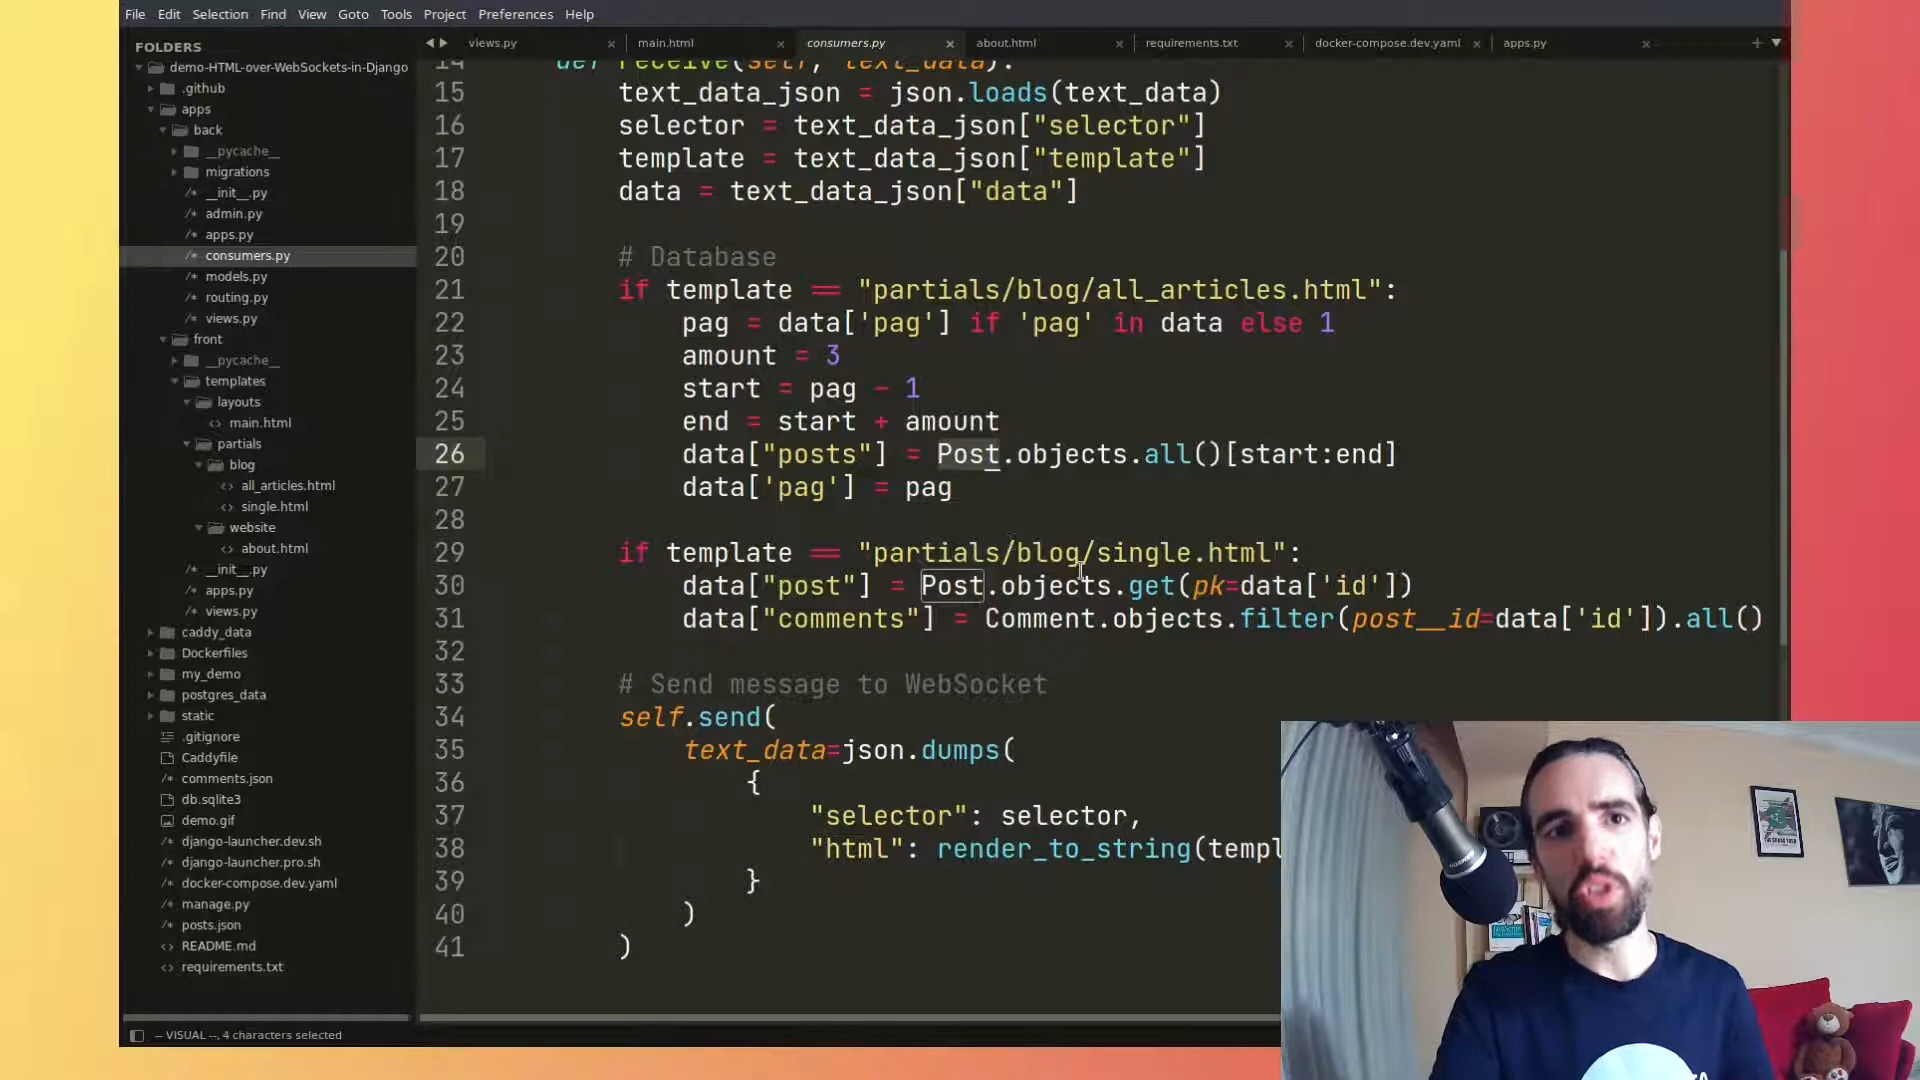 File Edit Selection Find View Goto Tools Project Preferences Help
FOLDERS
demo-HTML-over-WebSockets-in-Django
.github
apps
back
__pycache__
migrations
__init__.py
admin.py
apps.py
consumers.py
models.py
routing.py
views.py
front
__pycache__
templates
layouts
main.html
partials
blog
all_articles.html
single.html
website
about.html
__init__.py
apps.py
views.py
caddy_data
Dockerfiles
my_demo
postgres_data
static
.gitignore
Caddyfile
comments.json
db.sqlite3
demo.gif
django-launcher.dev.sh
django-launcher.pro.sh
docker-compose.dev.yaml
manage.py
posts.json
README.md
requirements.txt
views.py main.html consumers.py about.html requirements.txt docker-compose.dev.yaml apps.py
14 def receive(self, text_data):
15 text_data_json = json.loads(text_data)
16 selector = text_data_json["selector"]
17 template = text_data_json["template"]
18 data = text_data_json["data"]
19
20 # Database
21 if template == "partials/blog/all_articles.html":
22 pag = data['pag'] if 'pag' in data else 1
23 amount = 3
24 start = pag - 1
25 end = start + amount
26 data["posts"] = Post.objects.all()[start:end]
27 data['pag'] = pag
28
29 if template == "partials/blog/single.html":
30 data["post"] = Post.objects.get(pk=data['id'])
31 data["comments"] = Comment.objects.filter(post__id=data['id']).all()
32
33 # Send message to WebSocket
34 self.send(
35 text_data=json.dumps(
36 {
37 "selector": selector,
38 "html": render_to_string(templ
39 }
40 )
41 )
-- VISUAL --, 4 characters selected